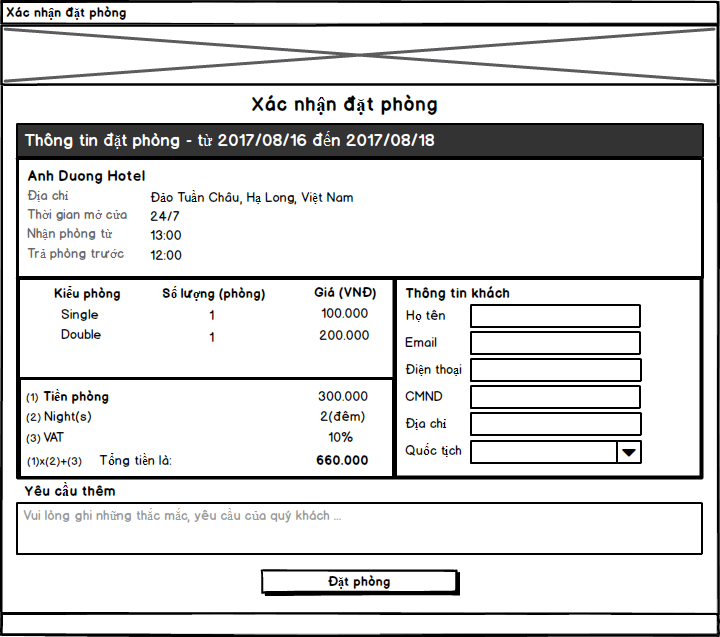 Xác nhận đặt phòng
Xác nhận đặt phòng
Thông tin đặt phòng - từ 2017/08/16 đến 2017/08/18
Anh Duong Hotel
Địa chỉ Đảo Tuần Châu, Hạ Long, Việt Nam
Thời gian mở cửa 24/7
Nhận phòng từ 13:00
Trả phòng trước 12:00
Kiểu phòng Số lượng (phòng) Giá (VNĐ)
Single 1 100.000
Double 1 200.000
(1) Tiền phòng 300.000
(2) Night(s) 2(đêm)
(3) VAT 10%
(1)x(2)+(3) Tổng tiền là: 660.000
Thông tin khách
Họ tên
Email
Điện thoại
CMND
Địa chỉ
Quốc tịch
Yêu cầu thêm
Vui lòng ghi những thắc mắc, yêu cầu của quý khách ...
Đặt phòng